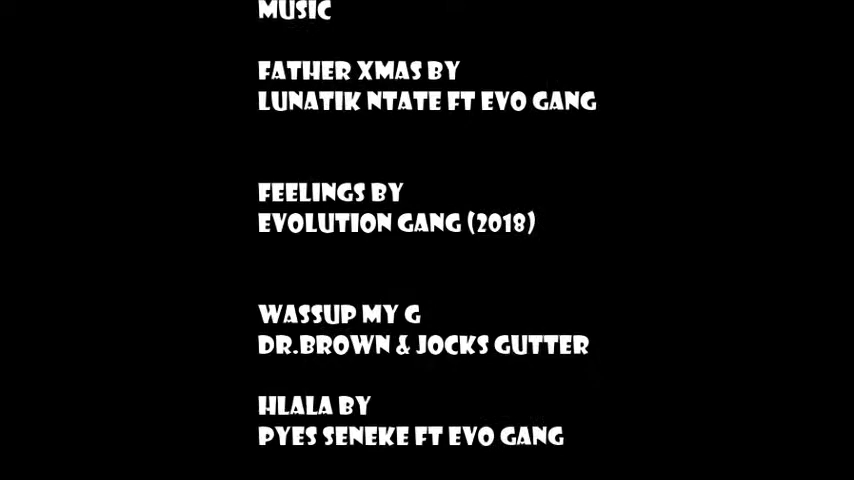 MUSIC
FATHER XMAS BY
LUNATIK NTATE FT EVO GANG
FEELINGS BY
EVOLUTION GANG (2018)
WASSUP MY G
DR.BROWN & JOCKS GUTTER
HLALA BY
PYES SENEKE FT EVO GANG